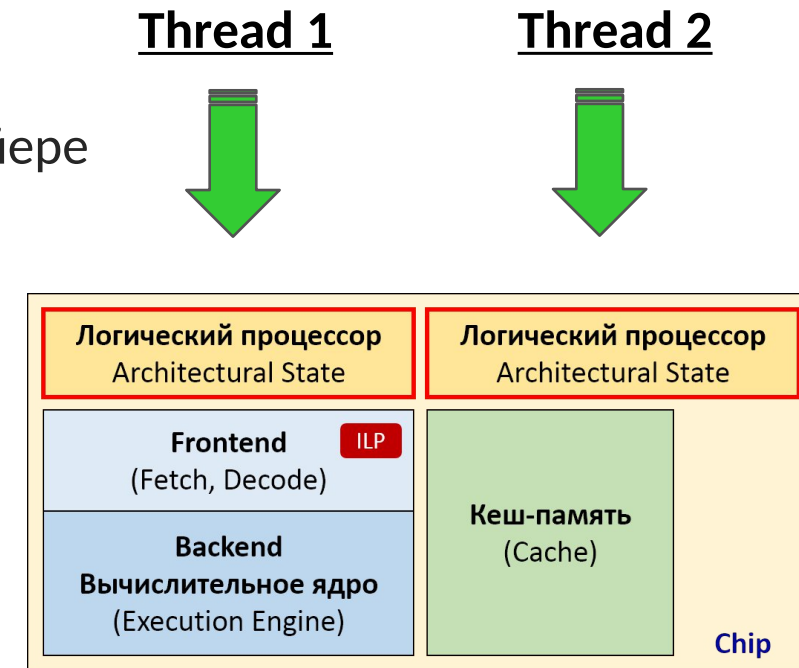 Thread 1
Thread 2
Логический процессор
Architectural State
Логический процессор
Architectural State
Frontend
ILP
(Fetch, Decode)
Backend
Вычислительное ядро
(Execution Engine)
Кеш-память
(Cache)
Chip